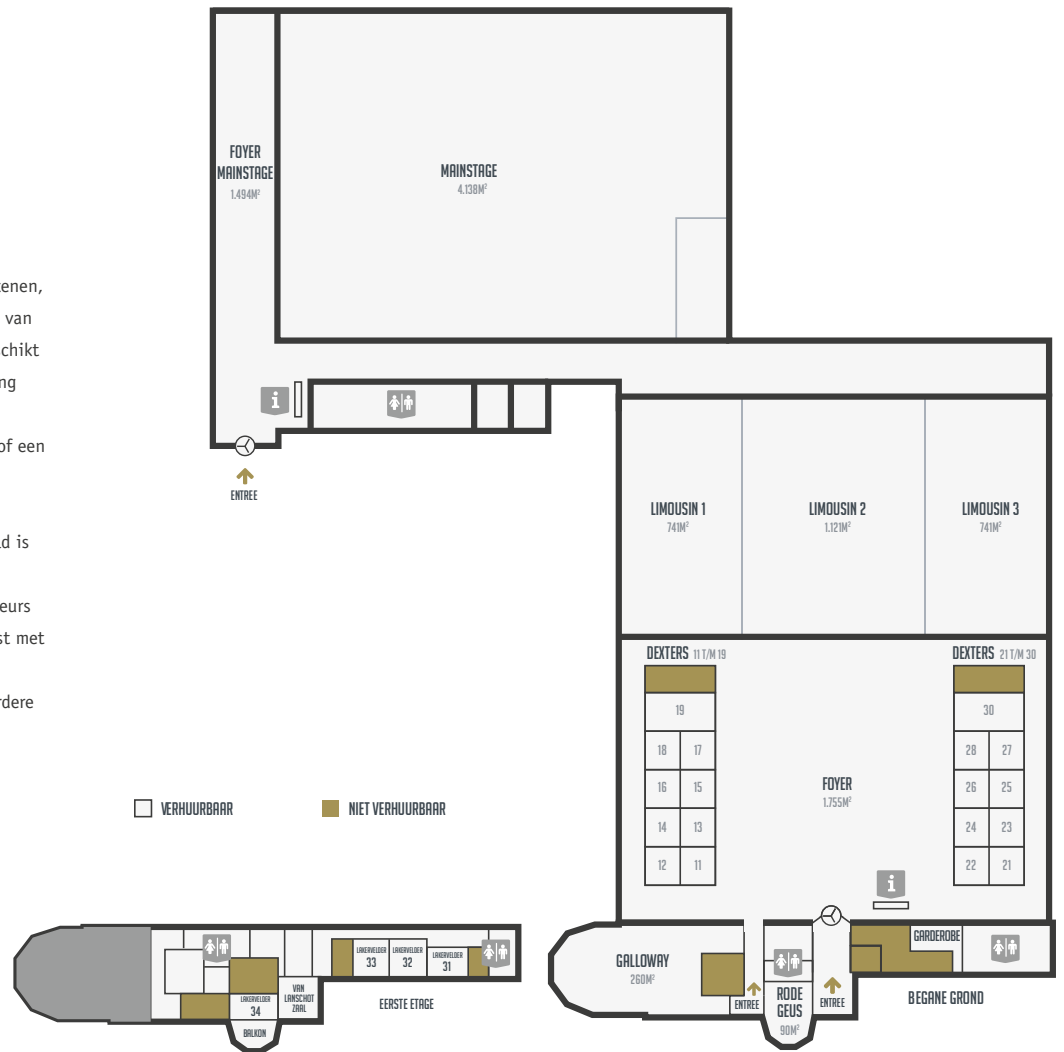 FOYER
MAINSTAGE
1.494M²
MAINSTAGE
4.138M²
enen,
van
chikt
ng
of een
d is
eurs
st met
rdere
i
ENTREE
LIMOUSIN 1
741M²
LIMOUSIN 2
1.121M²
LIMOUSIN 3
741M²
DEXTERS 11 T/M 19
DEXTERS 21 T/M 30
19
18 17
16 15
14 13
12 11
30
28 27
26 25
24 23
22 21
FOYER
1.755M²
i
VERHUURBAAR
NIET VERHUURBAAR
LAKERVELDER
33
LAKERVELDER
32
LAKERVELDER
31
LAKERVELDER
34
VAN
LANSCHOT
ZAAL
BALKON
EERSTE ETAGE
GALLOWAY
260M²
ENTREE
RODE
GEUS
90M²
ENTREE
GARDEROBE
BEGANE GROND